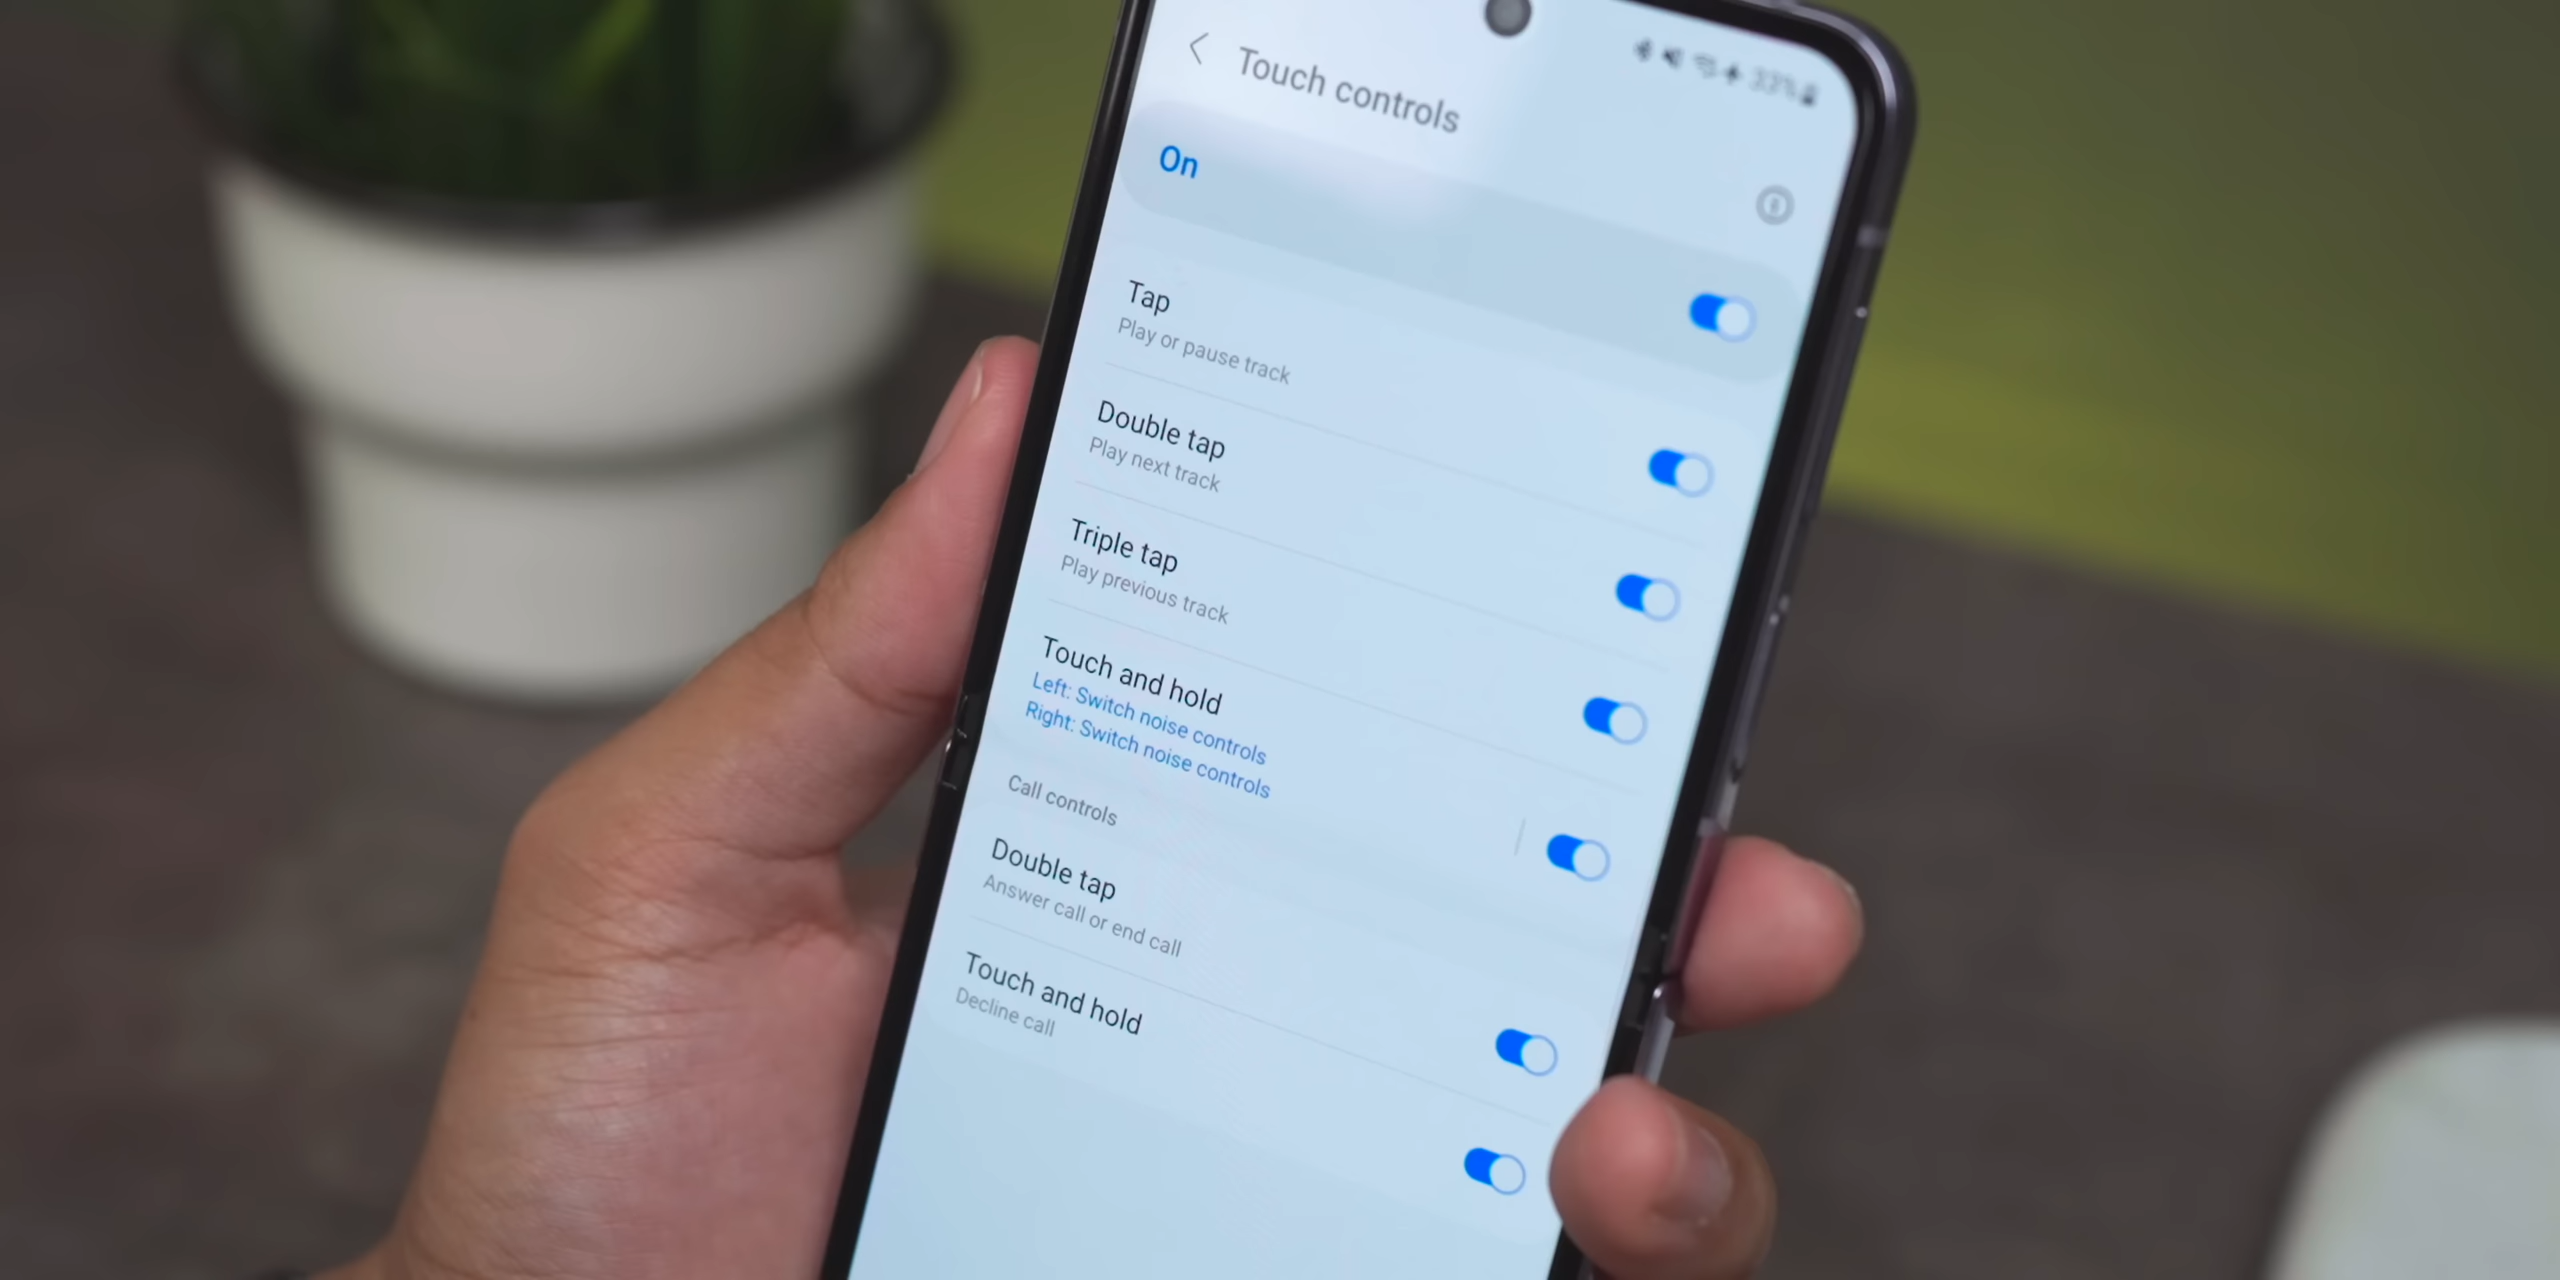 Touch controls
On
Tap
Play or pause track
Double tap
Play next track
Triple tap
Play previous track
Touch and hold
Left: Switch noise controls
Right: Switch noise controls
Call controls
Double tap
Answer call or end call
Touch and hold
Decline call